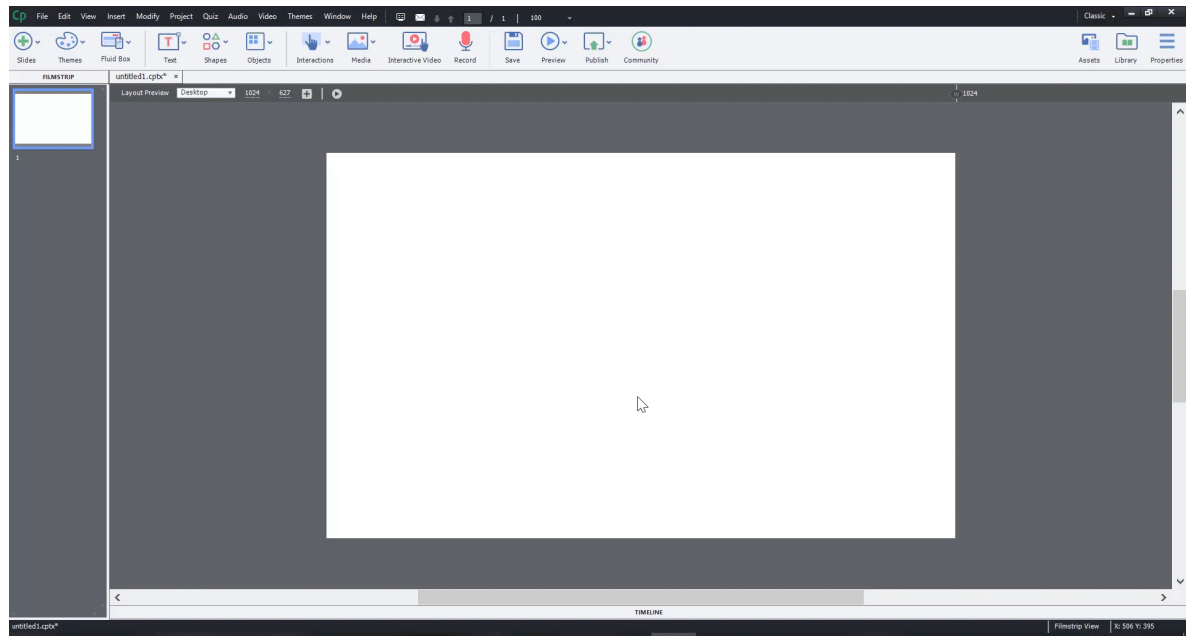 Cp File Edit View Insert Modify Project Quiz Audio Video Themes Window Help 1 / 1 100 Classic
Slides Themes Fluid Box Text Shapes Objects Interactions Media Interactive Video Record Save Preview Publish Community Assets Library Properties
FILMSTRIP untitled1.cptx* ×
Layout Preview Desktop 1024 627 1024
1
TIMELINE
untitled1.cptx* Filmstrip View X: 506 Y: 395